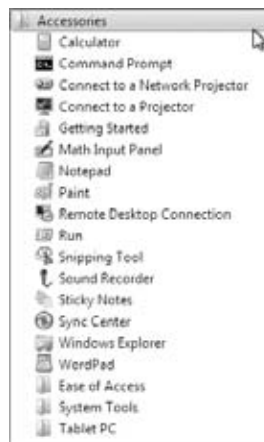 Accessories
Calculator
Command Prompt
Connect to a Network Projector
Connect to a Projector
Getting Started
Math Input Panel
Notepad
Paint
Remote Desktop Connection
Run
Snipping Tool
Sound Recorder
Sticky Notes
Sync Center
Windows Explorer
WordPad
Ease of Access
System Tools
Tablet PC